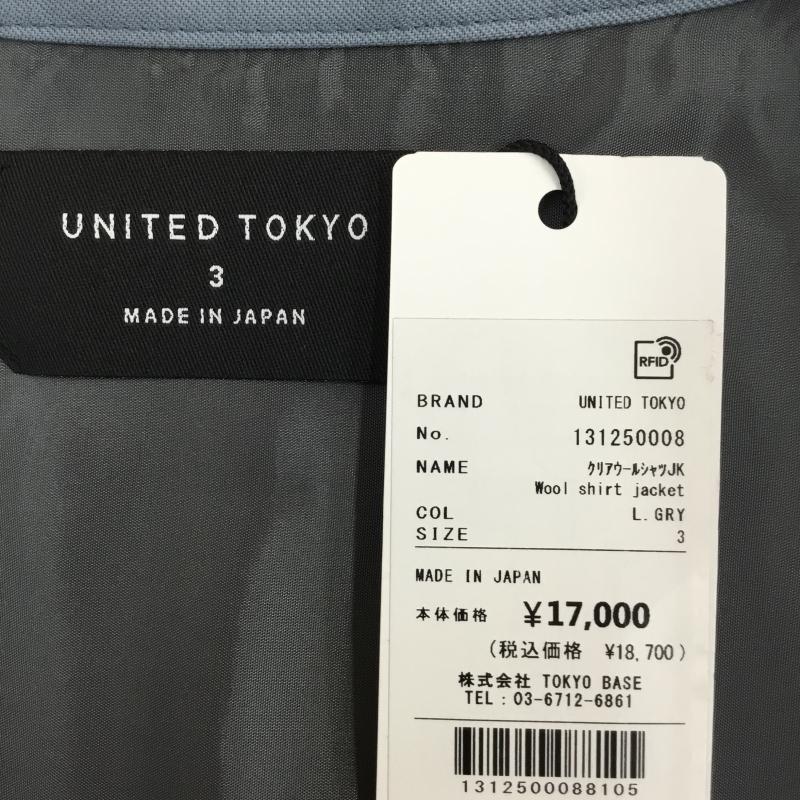 UNITED TOKYO
3
MADE IN JAPAN
RFID
BRAND UNITED TOKYO
No. 131250008
NAME ｸﾘｱｳｰﾙｼｬﾂJK
Wool shirt jacket
COL L.GRY
SIZE 3
MADE IN JAPAN
本体価格 ¥17,000
(税込価格 ¥18,700)
株式会社 TOKYO BASE
TEL : 03-6712-6861
1312500088105